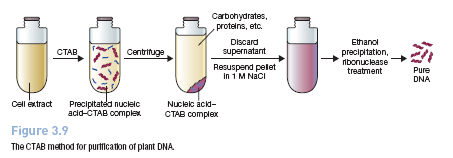 Carbohydrates,
proteins, etc.
CTAB
Centrifuge
Discard
supernatant
Resuspend pellet
in 1 M NaCl
Ethanol
precipitation,
ribonuclease
treatment
Pure
DNA
Cell extract
Precipitated nucleic
acid–CTAB complex
Nucleic acid–
CTAB complex
Figure 3.9
The CTAB method for purification of plant DNA.